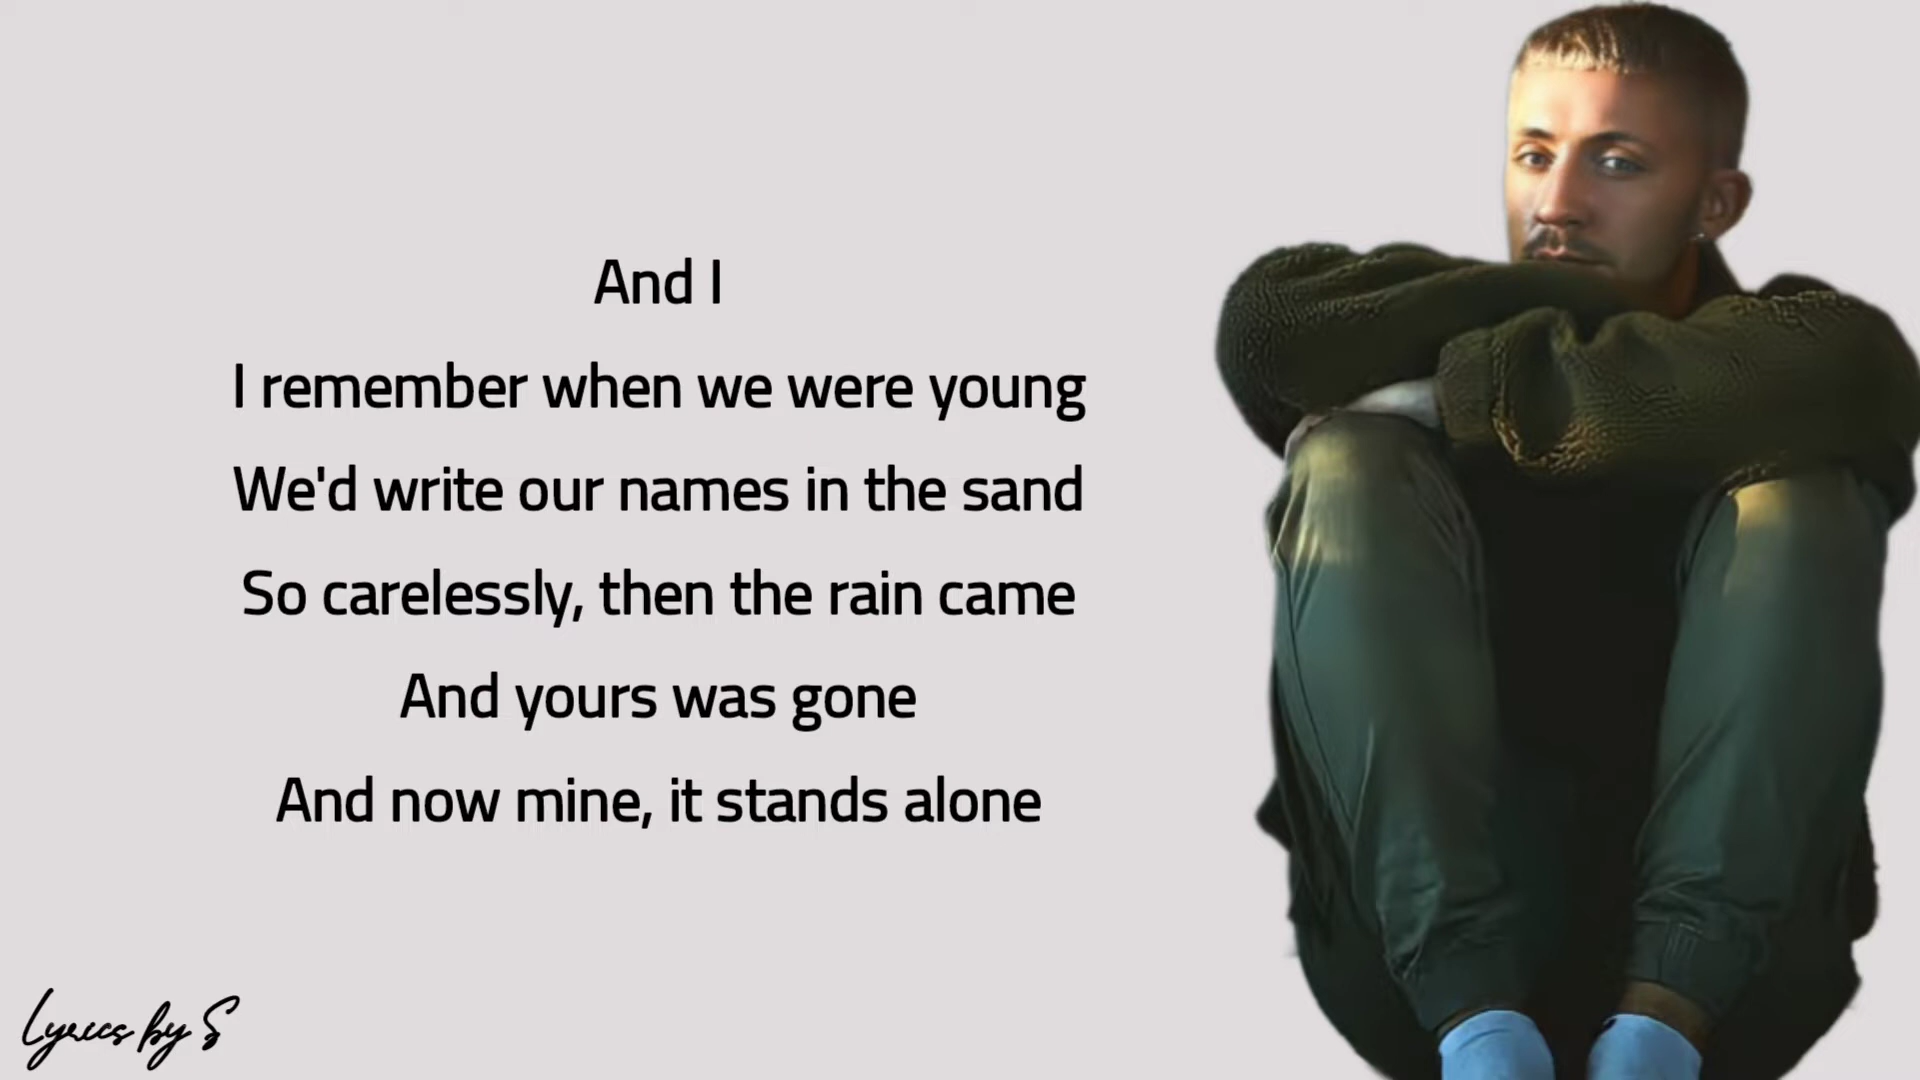 And I
I remember when we were young
We'd write our names in the sand
So carelessly, then the rain came
And yours was gone
And now mine, it stands alone
Lyrics by S